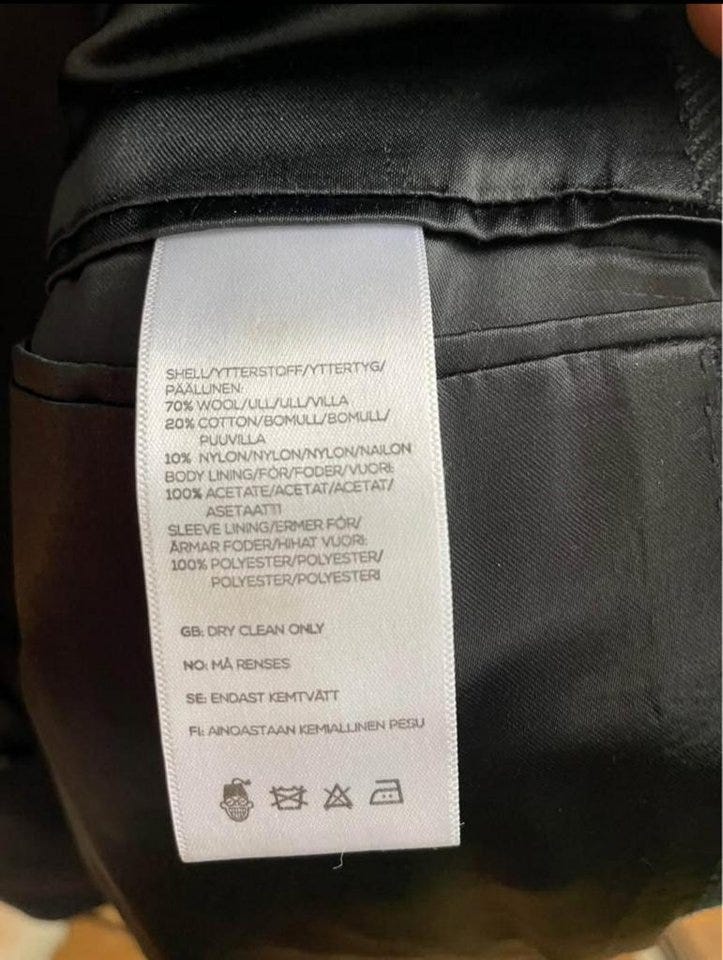 SHELL/YTTERSTOFF/YTTERTYG/
PÄÄLLINEN:
70% WOOL/ULL/ULL/VILLA
20% COTTON/BOMULL/BOMULL/
PUUVILLA
10% NYLON/NYLON/NYLON/NAILON
BODY LINING/FÓR/FODER/VUORI:
100% ACETATE/ACETAT/ACETAT/
ASETAATTI
SLEEVE LINING/ERMER FÓR/
ÄRMAR FODER/HIHAT VUORI:
100% POLYESTER/POLYESTER/
POLYESTER/POLYESTERI
GB: DRY CLEAN ONLY
NO: MÅ RENSES
SE: ENDAST KEMTVÄTT
FI: AINOASTAAN KEMIALLINEN PESU